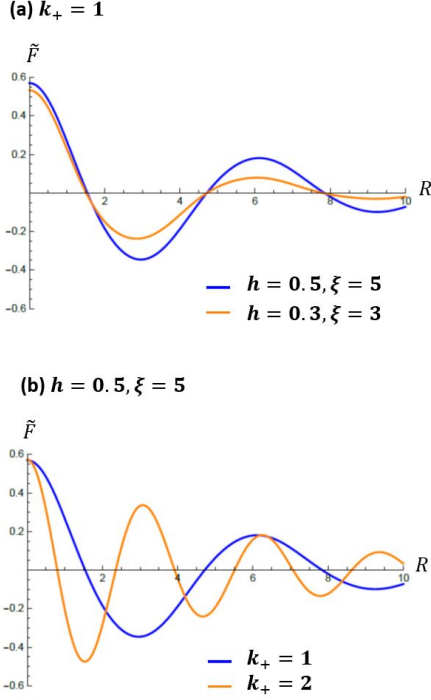 (a) k₊ = 1
F̃
0.6
0.4
0.2
-0.2
-0.4
-0.6
2 4 6 8 10 R
h = 0.5, ξ = 5
h = 0.3, ξ = 3
(b) h = 0.5, ξ = 5
F̃
0.6
0.4
0.2
-0.2
-0.4
-0.6
2 4 6 8 10 R
k₊ = 1
k₊ = 2